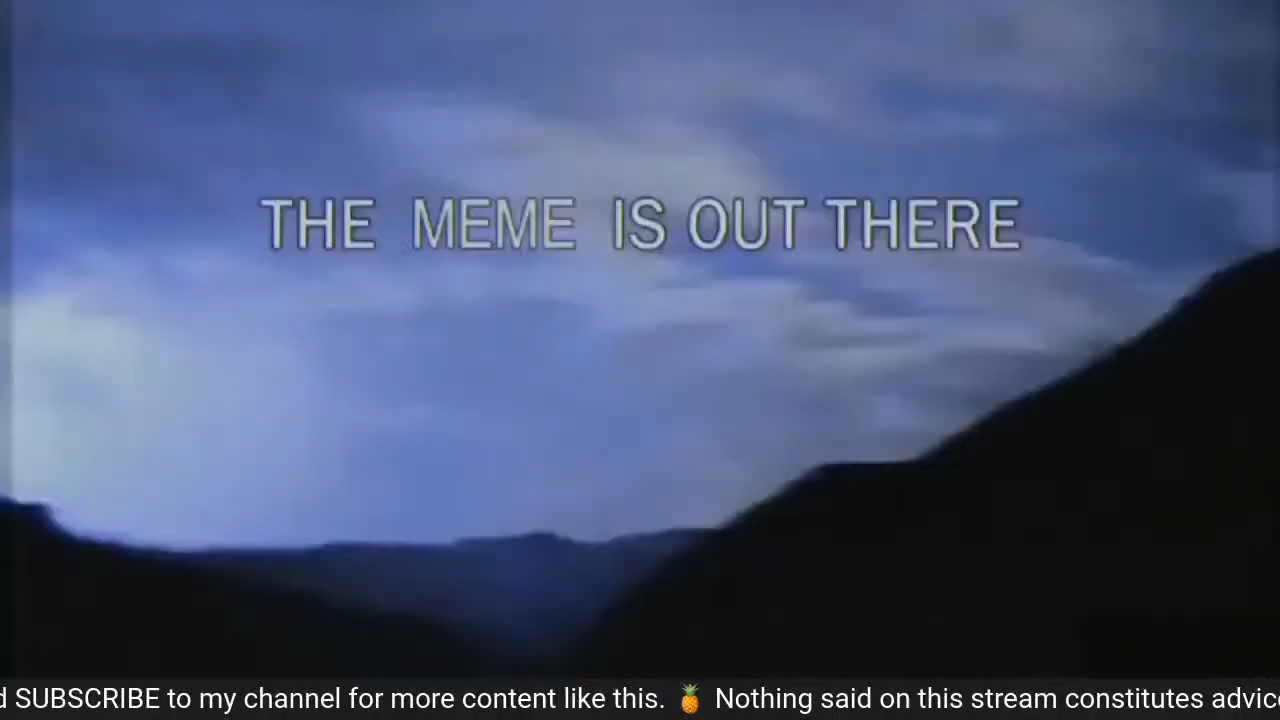 THE MEME IS OUT THERE
SUBSCRIBE to my channel for more content like this. 🍍 Nothing said on this stream constitutes